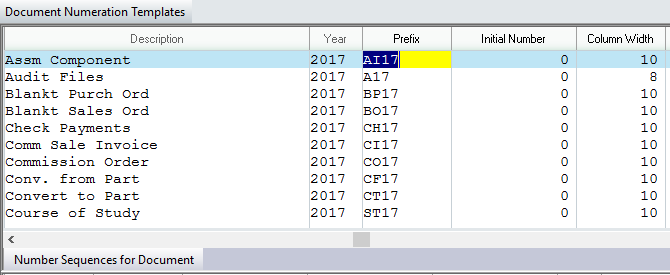 Document Numeration Templates
Description Year Prefix Initial Number Column Width
Assm Component 2017 AI17 0 10
Audit Files 2017 A17 0 8
Blankt Purch Ord 2017 BP17 0 10
Blankt Sales Ord 2017 BO17 0 10
Check Payments 2017 CH17 0 10
Comm Sale Invoice 2017 CI17 0 10
Commission Order 2017 CO17 0 10
Conv. from Part 2017 CF17 0 10
Convert to Part 2017 CT17 0 10
Course of Study 2017 ST17 0 10
Number Sequences for Document